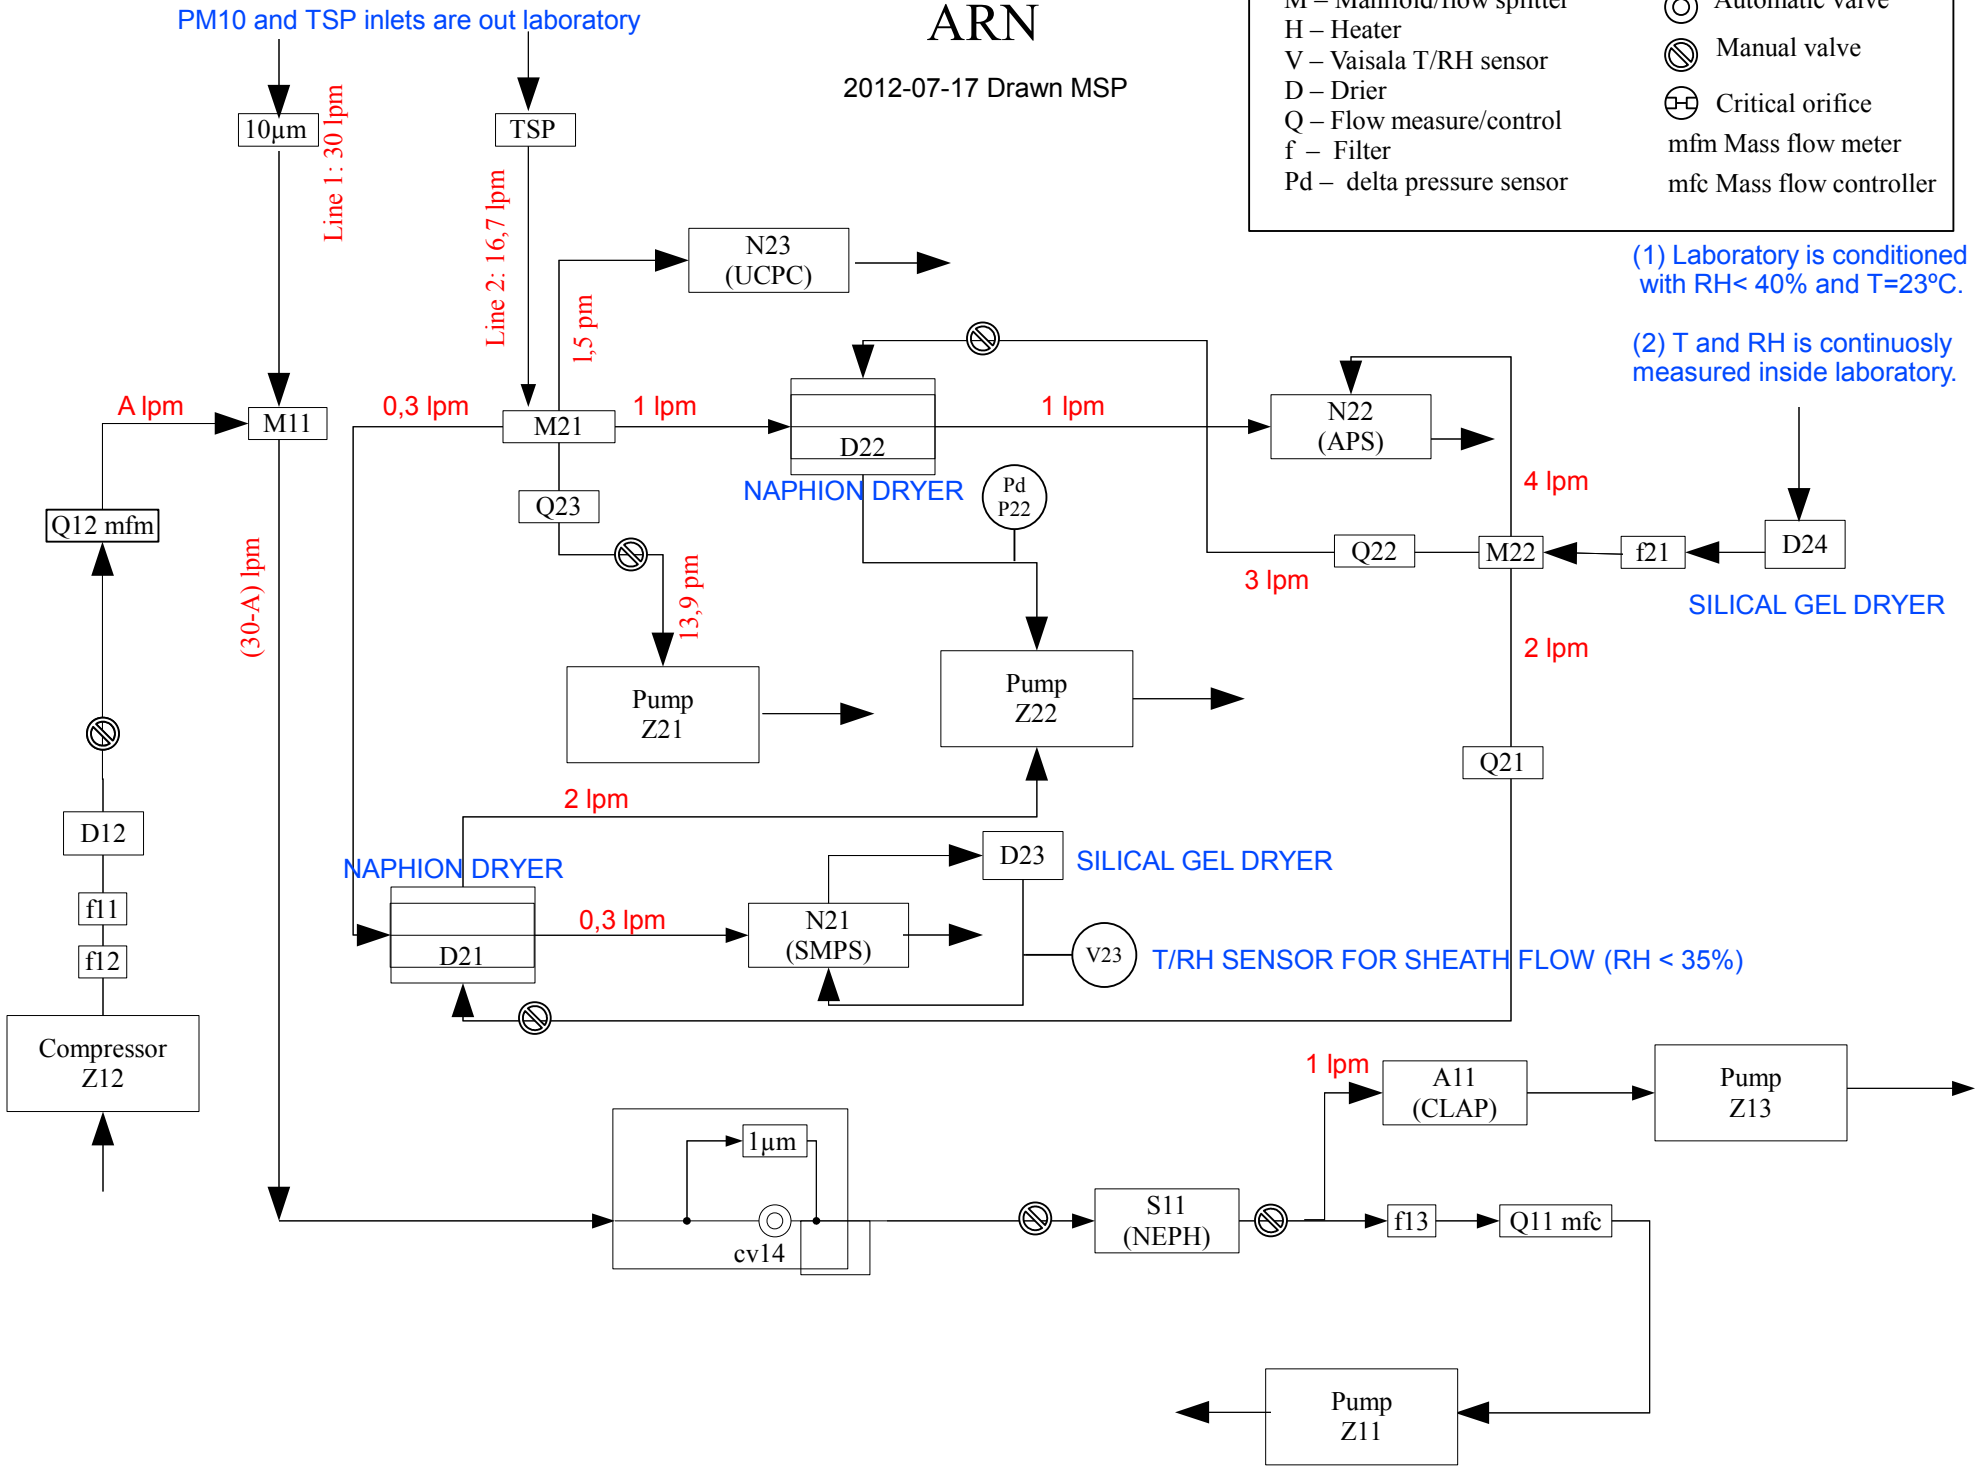 PM10 and TSP inlets are out laboratory
ARN
2012-07-17 Drawn MSP
M – Manifold/flow splitter
H – Heater
V – Vaisala T/RH sensor
D – Drier
Q – Flow measure/control
f – Filter
Pd – delta pressure sensor
Automatic valve
Manual valve
Critical orifice
mfm Mass flow meter
mfc Mass flow controller
10µm
Line 1: 30 lpm
TSP
Line 2: 16,7 lpm
N23
(UCPC)
1,5 pm
(1) Laboratory is conditioned
with RH< 40% and T=23ºC.
(2) T and RH is continuosly
measured inside laboratory.
A lpm
M11
0,3 lpm
M21
1 lpm
D22
NAPHION DRYER
1 lpm
N22
(APS)
4 lpm
Pd
P22
Q12 mfm
(30-A) lpm
Q23
13,9 pm
Q22
3 lpm
M22
f21
D24
SILICAL GEL DRYER
2 lpm
Pump
Z21
Pump
Z22
Q21
2 lpm
D12
f11
f12
Compressor
Z12
NAPHION DRYER
D21
0,3 lpm
N21
(SMPS)
D23
SILICAL GEL DRYER
V23
T/RH SENSOR FOR SHEATH FLOW (RH < 35%)
1 lpm
A11
(CLAP)
Pump
Z13
1µm
cv14
S11
(NEPH)
f13
Q11 mfc
Pump
Z11